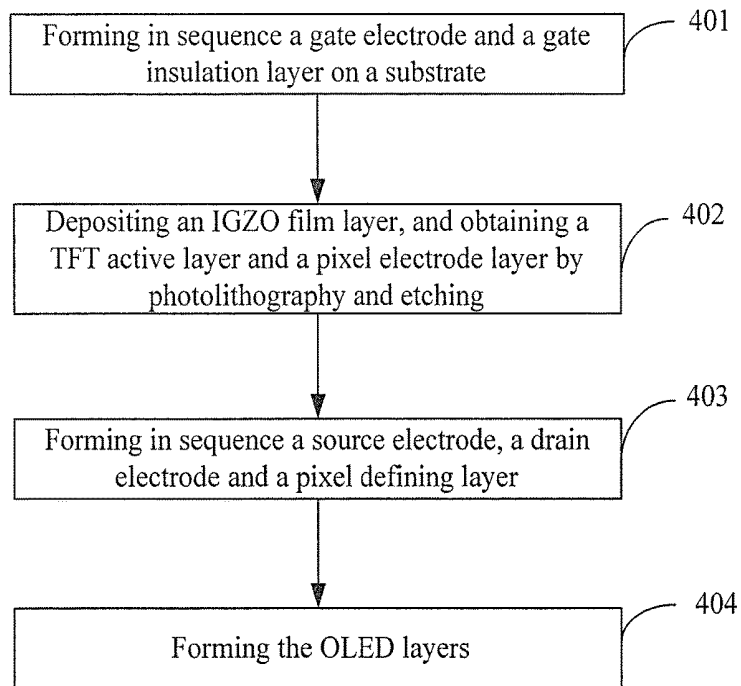 Forming in sequence a gate electrode and a gate
insulation layer on a substrate
401
Depositing an IGZO film layer, and obtaining a
TFT active layer and a pixel electrode layer by
photolithography and etching
402
Forming in sequence a source electrode, a drain
electrode and a pixel defining layer
403
Forming the OLED layers
404